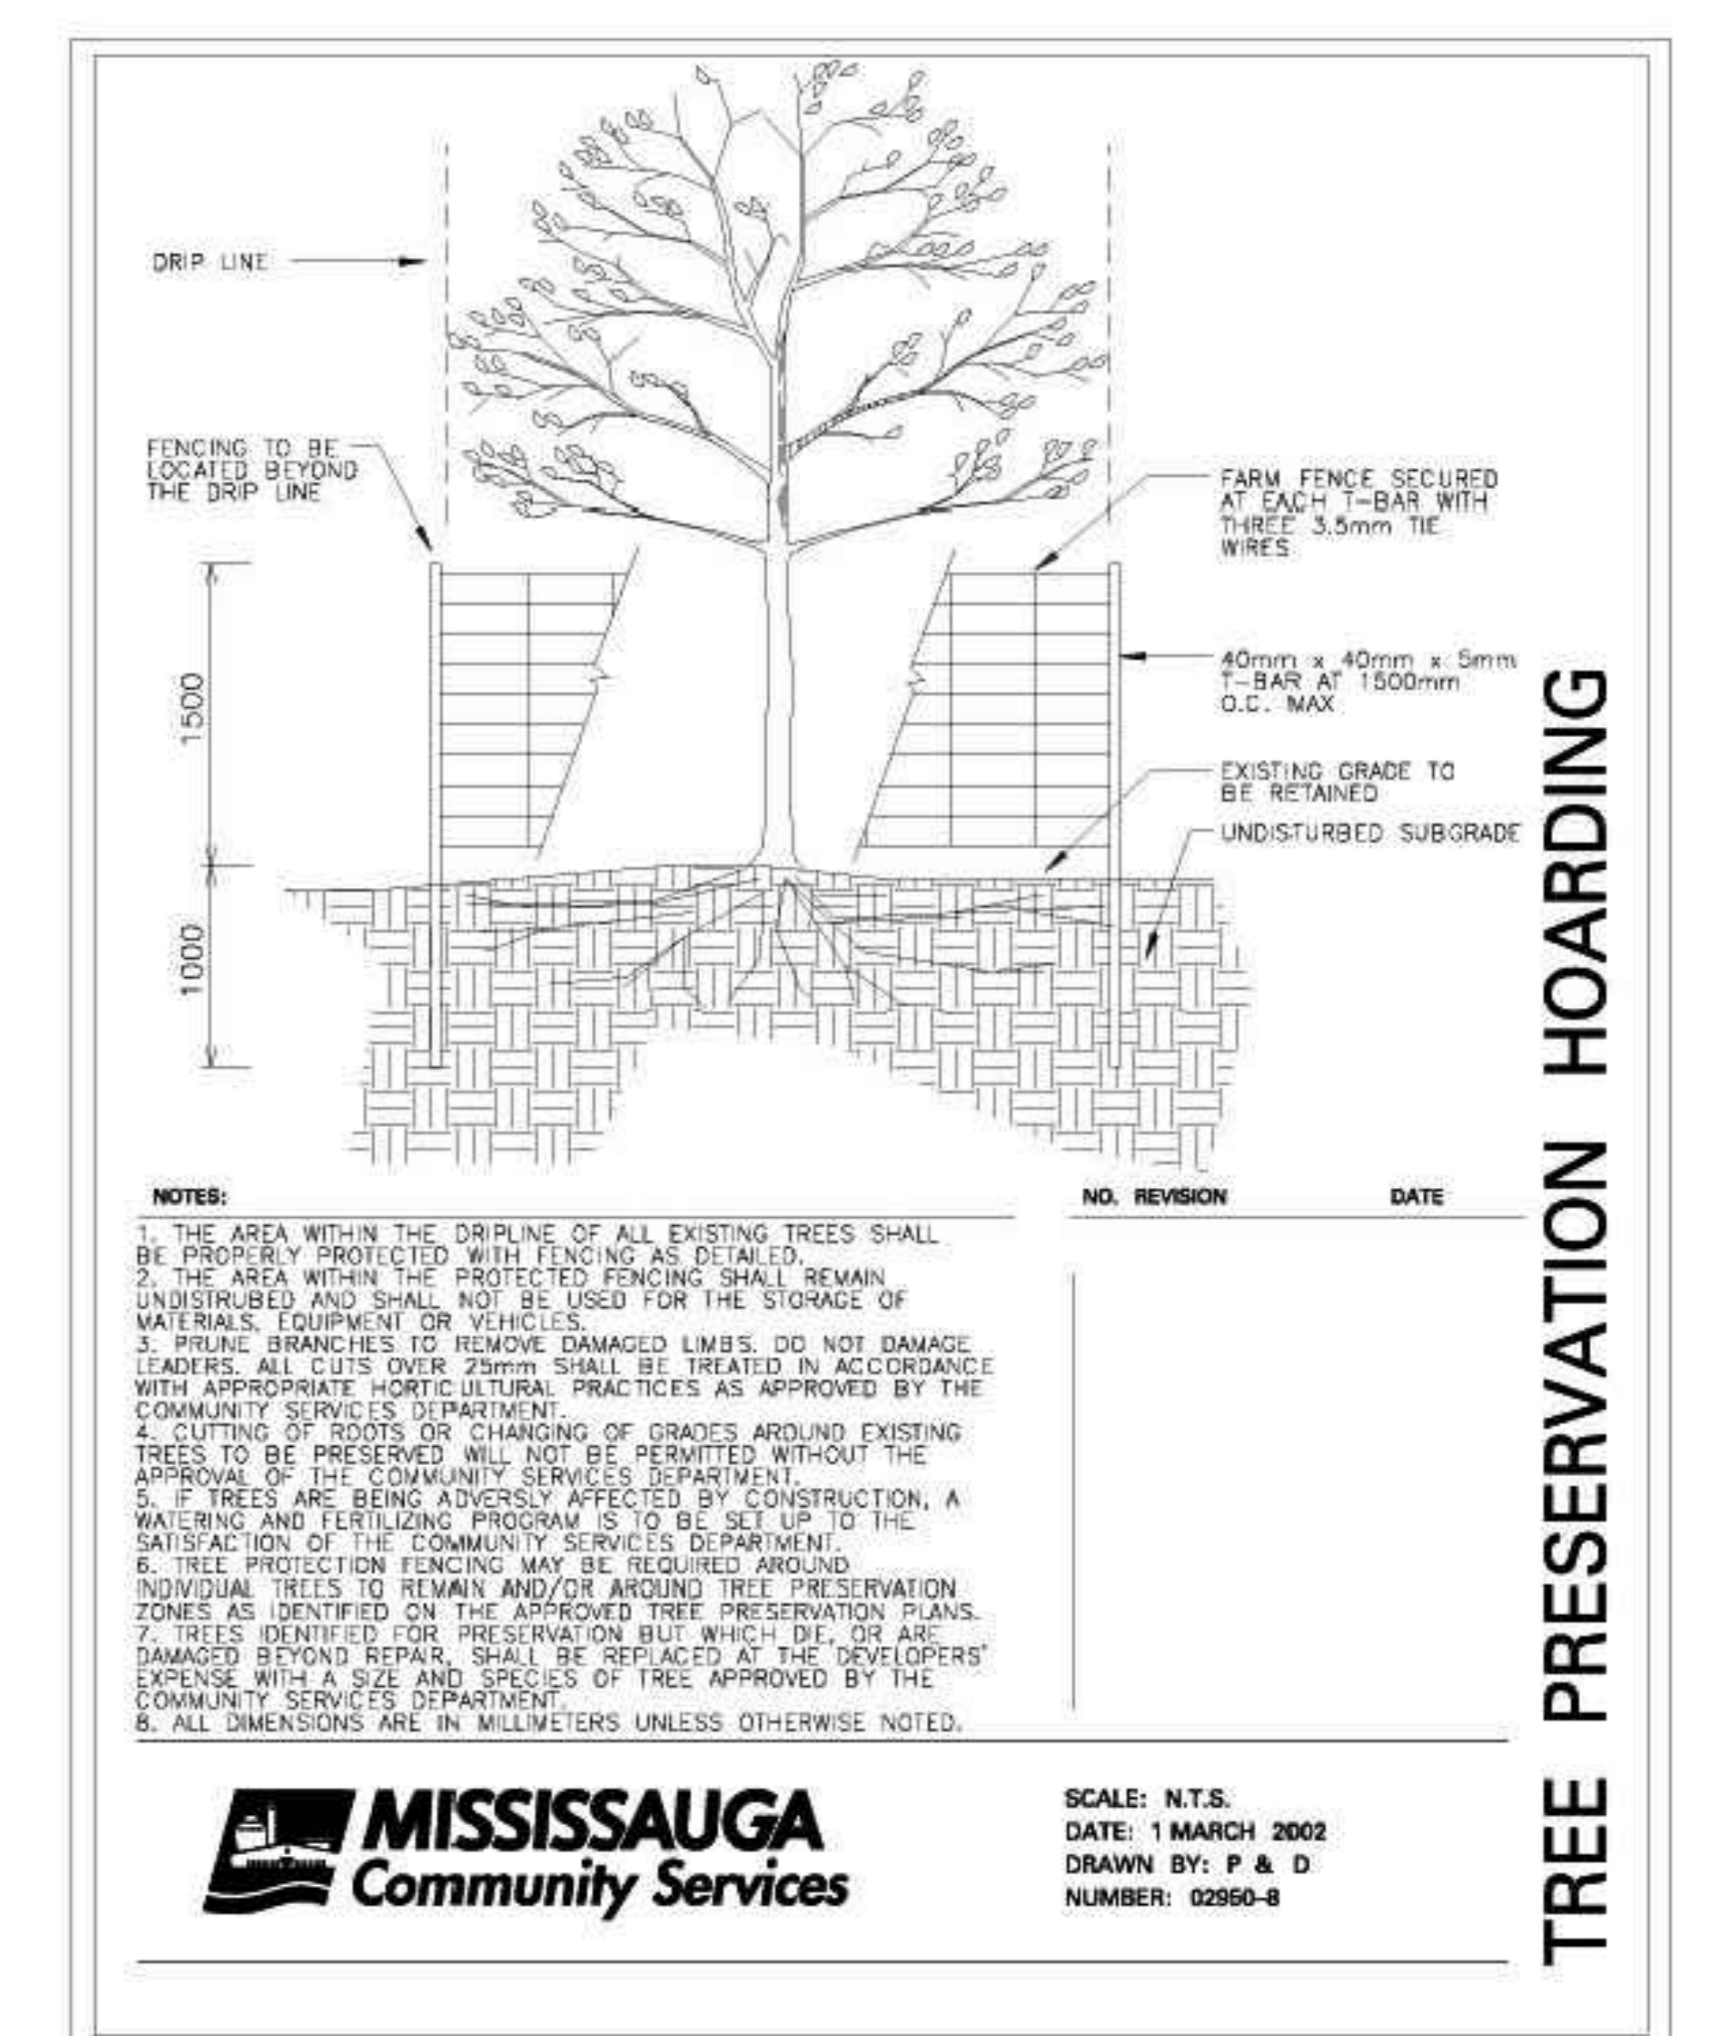 DRIP LINE
FENCING TO BE
LOCATED BEYOND
THE DRIP LINE
FARM FENCE SECURED
AT EACH T-BAR WITH
THREE 3.5mm TIE
WIRES
1500
40mm x 40mm x 5mm
T-BAR AT 1500mm
O.C. MAX
EXISTING GRADE TO
BE RETAINED
UNDISTURBED SUBGRADE
1000
TREE PRESERVATION HOARDING
NOTES:
1. THE AREA WITHIN THE DRIPLINE OF ALL EXISTING TREES SHALL
BE PROPERLY PROTECTED WITH FENCING AS DETAILED.
2. THE AREA WITHIN THE PROTECTED FENCING SHALL REMAIN
UNDISTRUBED AND SHALL NOT BE USED FOR THE STORAGE OF
MATERIALS, EQUIPMENT OR VEHICLES.
3. PRUNE BRANCHES TO REMOVE DAMAGED LIMBS. DO NOT DAMAGE
LEADERS. ALL CUTS OVER 25mm SHALL BE TREATED IN ACCORDANCE
WITH APPROPRIATE HORTICULTURAL PRACTICES AS APPROVED BY THE
COMMUNITY SERVICES DEPARTMENT.
4. CUTTING OF ROOTS OR CHANGING OF GRADES AROUND EXISTING
TREES TO BE PRESERVED WILL NOT BE PERMITTED WITHOUT THE
APPROVAL OF THE COMMUNITY SERVICES DEPARTMENT.
5. IF TREES ARE BEING ADVERSLY AFFECTED BY CONSTRUCTION, A
WATERING AND FERTILIZING PROGRAM IS TO BE SET UP TO THE
SATISFACTION OF THE COMMUNITY SERVICES DEPARTMENT.
6. TREE PROTECTION FENCING MAY BE REQUIRED AROUND
INDIVIDUAL TREES TO REMAIN AND/OR AROUND TREE PRESERVATION
ZONES AS IDENTIFIED ON THE APPROVED TREE PRESERVATION PLANS.
7. TREES IDENTIFIED FOR PRESERVATION BUT WHICH DIE, OR ARE
DAMAGED BEYOND REPAIR, SHALL BE REPLACED AT THE DEVELOPERS'
EXPENSE WITH A SIZE AND SPECIES OF TREE APPROVED BY THE
COMMUNITY SERVICES DEPARTMENT.
8. ALL DIMENSIONS ARE IN MILLIMETERS UNLESS OTHERWISE NOTED.
NO. REVISION DATE
MISSISSAUGA
Community Services
SCALE: N.T.S.
DATE: 1 MARCH 2002
DRAWN BY: P & D
NUMBER: 02950-8